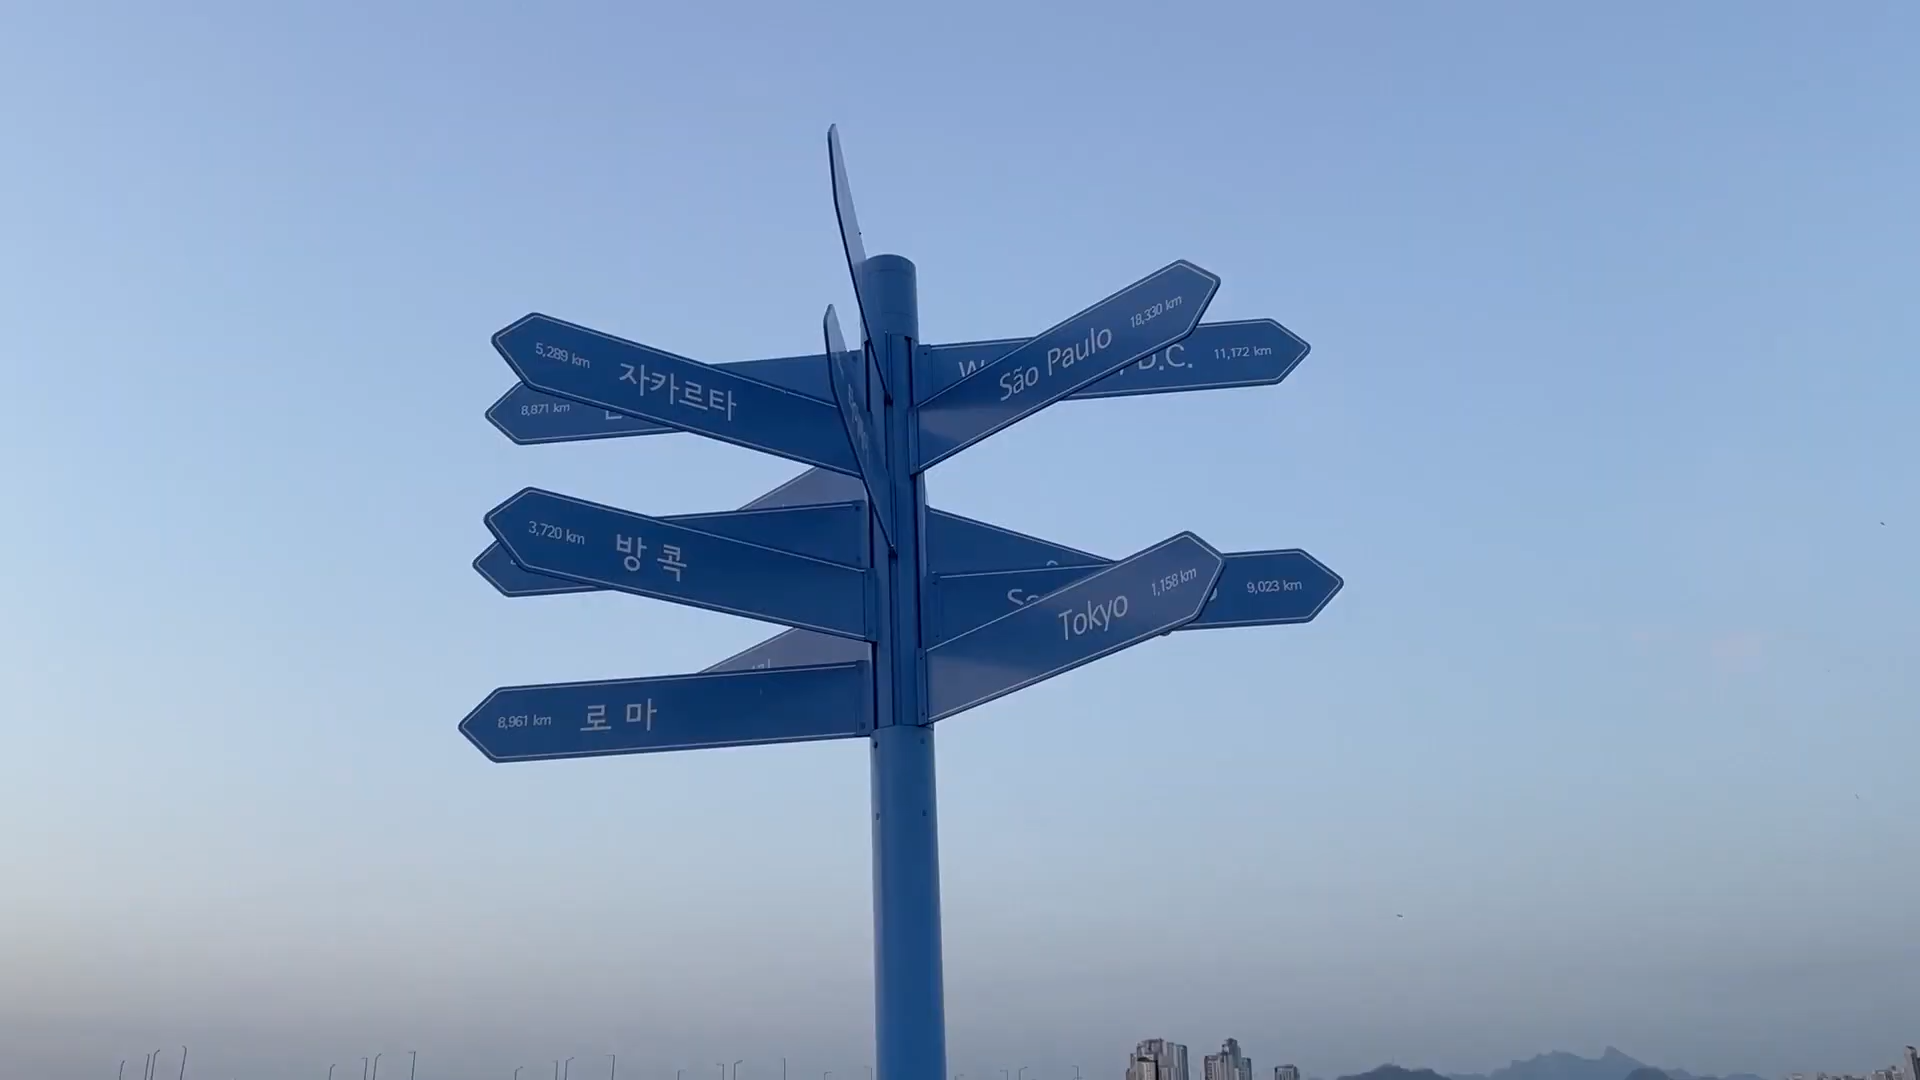 5,289 km 자카르타
8,871 km
São Paulo 18,330 km
D.C. 11,172 km
3,720 km 방콕
Tokyo 1,158 km
9,023 km
8,961 km 로마